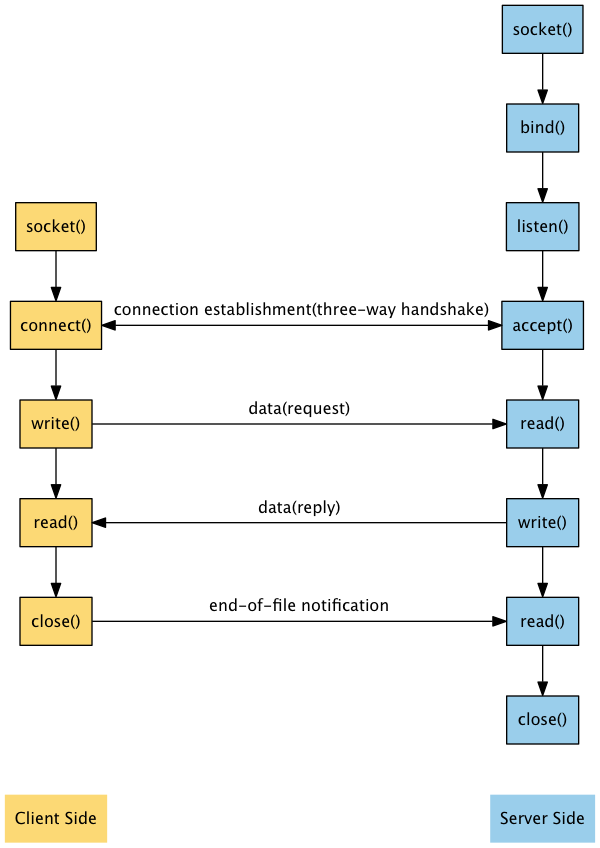 socket()
bind()
socket()
listen()
connection establishment(three-way handshake)
connect()
accept()
data(request)
write()
read()
data(reply)
read()
write()
end-of-file notification
close()
read()
close()
Client Side
Server Side